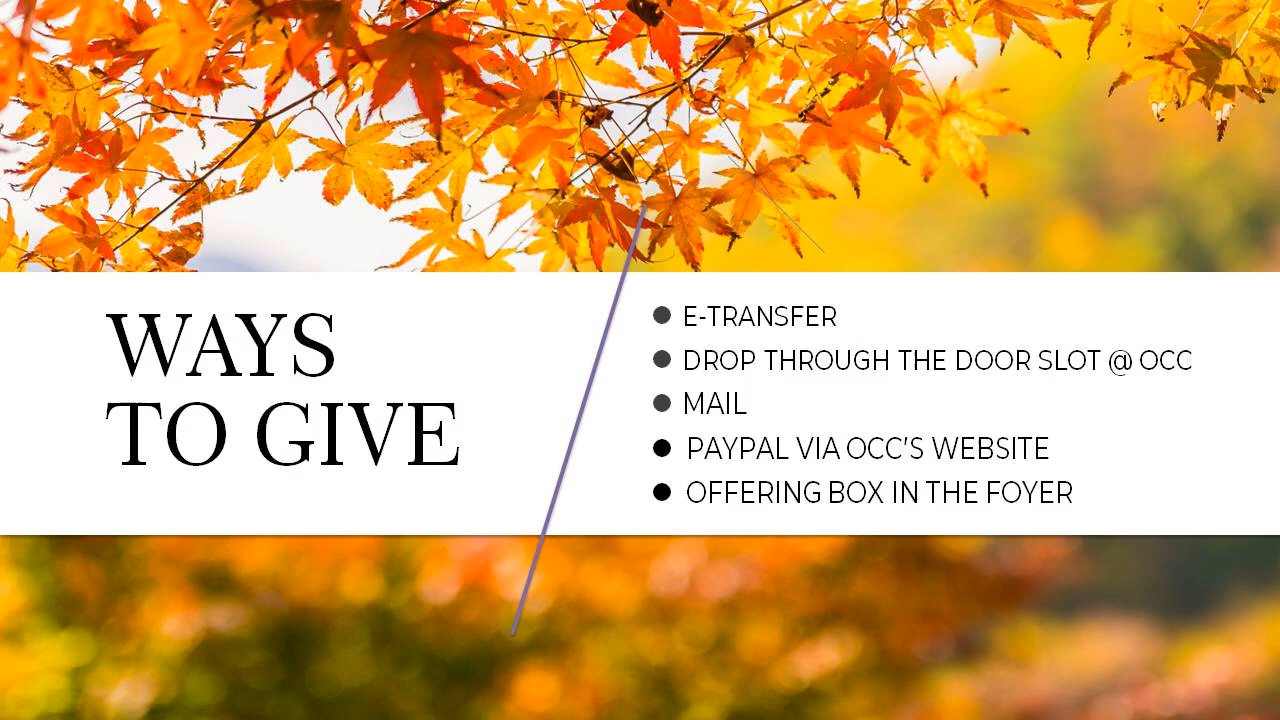 WAYS
TO GIVE
E-TRANSFER
DROP THROUGH THE DOOR SLOT @ OCC
MAIL
PAYPAL VIA OCC'S WEBSITE
OFFERING BOX IN THE FOYER